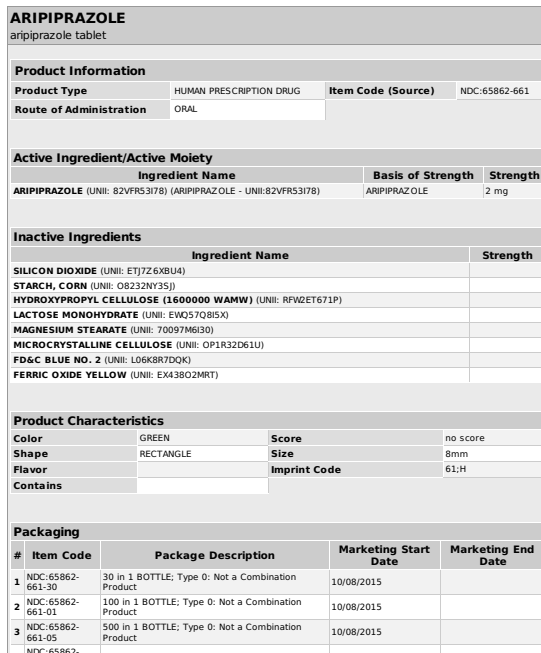 ARIPIPRAZOLE
aripiprazole tablet
Product Information
Product Type HUMAN PRESCRIPTION DRUG Item Code (Source) NDC:65862-661
Route of Administration ORAL
Active Ingredient/Active Moiety
Ingredient Name Basis of Strength Strength
ARIPIPRAZOLE (UNII: 82VFR53I78) (ARIPIPRAZOLE - UNII:82VFR53I78) ARIPIPRAZOLE 2 mg
Inactive Ingredients
Ingredient Name Strength
SILICON DIOXIDE (UNII: ETJ7Z6XBU4)
STARCH, CORN (UNII: O8232NY3SJ)
HYDROXYPROPYL CELLULOSE (1600000 WAMW) (UNII: RFW2ET671P)
LACTOSE MONOHYDRATE (UNII: EWQ57Q8I5X)
MAGNESIUM STEARATE (UNII: 70097M6I30)
MICROCRYSTALLINE CELLULOSE (UNII: OP1R32D61U)
FD&C BLUE NO. 2 (UNII: L06K8R7DQK)
FERRIC OXIDE YELLOW (UNII: EX438O2MRT)
Product Characteristics
Color GREEN Score no score
Shape RECTANGLE Size 8mm
Flavor Imprint Code 61;H
Contains
Packaging
# Item Code Package Description Marketing Start Date Marketing End Date
1 NDC:65862-661-30 30 in 1 BOTTLE; Type 0: Not a Combination Product 10/08/2015
2 NDC:65862-661-01 100 in 1 BOTTLE; Type 0: Not a Combination Product 10/08/2015
3 NDC:65862-661-05 500 in 1 BOTTLE; Type 0: Not a Combination Product 10/08/2015
NDC:65862-